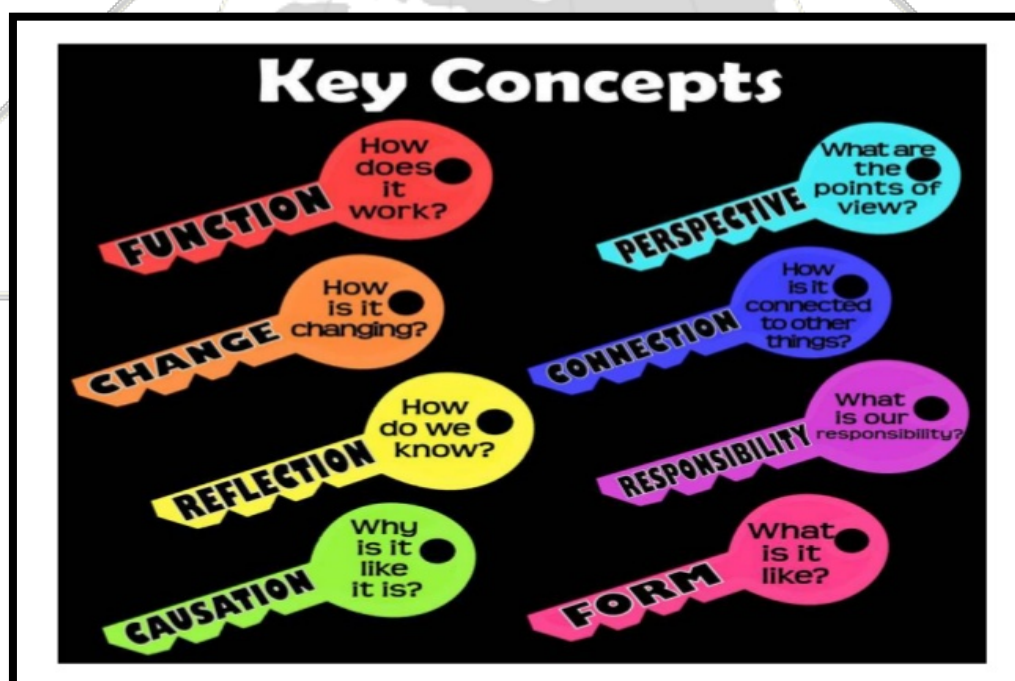 Key Concepts
How
does
it
work?
FUNCTION
What are
the
points of
view?
PERSPECTIVE
How
is it
changing?
CHANGE
How
is it
connected
to other
things?
CONNECTION
How
do we
know?
REFLECTION
What
is our
responsibility?
RESPONSIBILITY
Why
is it
like
it is?
CAUSATION
What
is it
like?
FORM